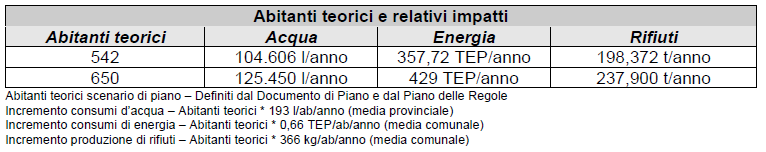 Abitanti teorici e relativi impatti
Abitanti teorici Acqua Energia Rifiuti
542 104.606 l/anno 357,72 TEP/anno 198,372 t/anno
650 125.450 l/anno 429 TEP/anno 237,900 t/anno
Abitanti teorici scenario di piano – Definiti dal Documento di Piano e dal Piano delle Regole
Incremento consumi d'acqua – Abitanti teorici * 193 l/ab/anno (media provinciale)
Incremento consumi di energia – Abitanti teorici * 0,66 TEP/ab/anno (media comunale)
Incremento produzione di rifiuti – Abitanti teorici * 366 kg/ab/anno (media comunale)